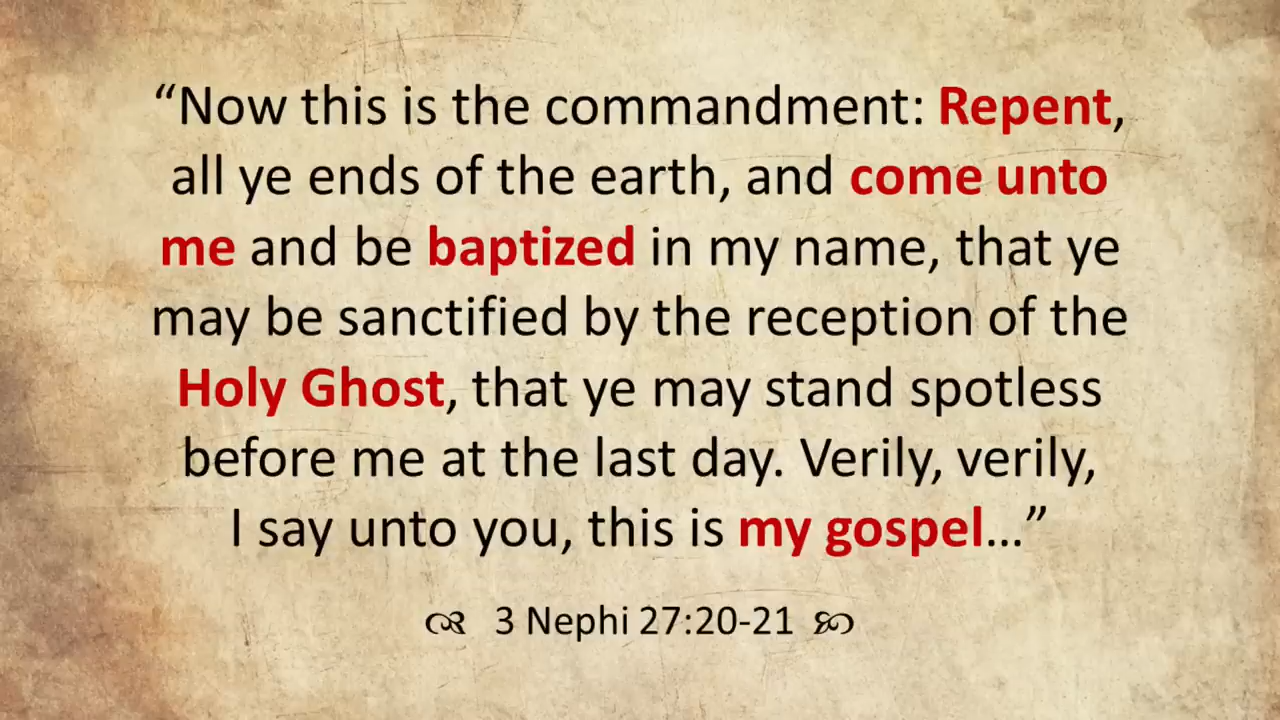 “Now this is the commandment: Repent,
all ye ends of the earth, and come unto
me and be baptized in my name, that ye
may be sanctified by the reception of the
Holy Ghost, that ye may stand spotless
before me at the last day. Verily, verily,
I say unto you, this is my gospel…”
3 Nephi 27:20-21